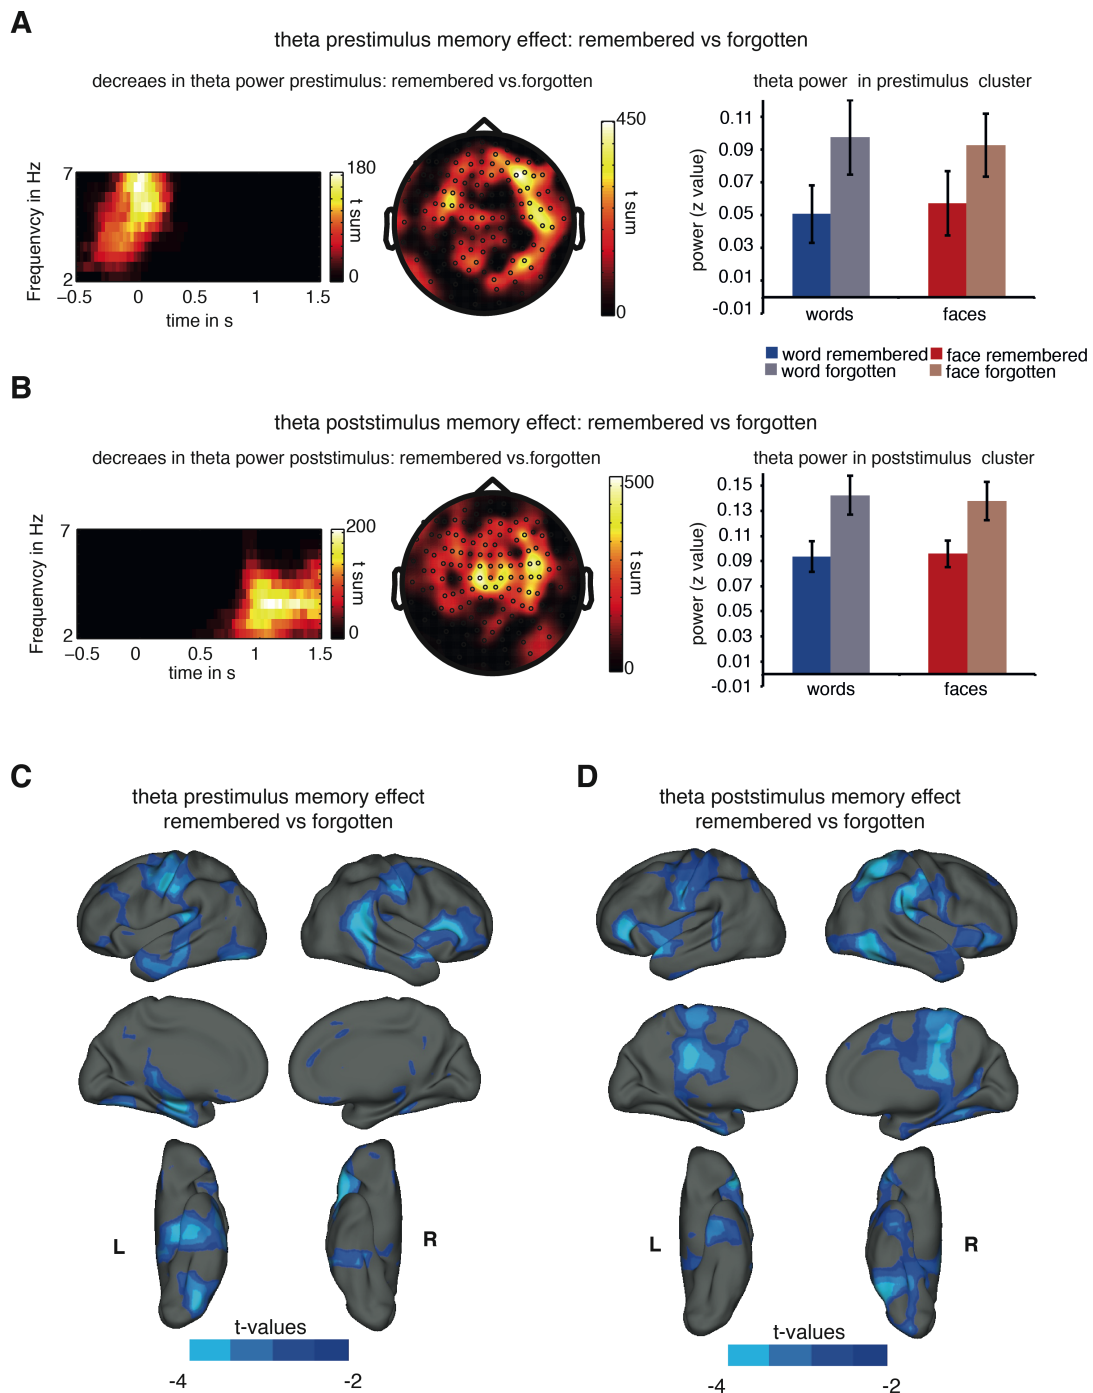 A
theta prestimulus memory effect: remembered vs forgotten
decreaes in theta power prestimulus: remembered vs.forgotten
theta power in prestimulus cluster
Frequenvcy in Hz
7
2
−0.5 0 0.5 1 1.5
time in s
180
0
t sum
450
0
t sum
power (z value)
0.11
0.09
0.07
0.05
0.03
0.01
-0.01
words faces
word remembered face remembered
word forgotten face forgotten
B
theta poststimulus memory effect: remembered vs forgotten
decreaes in theta power poststimulus: remembered vs.forgotten
theta power in poststimulus cluster
Frequenvcy in Hz
7
2
−0.5 0 0.5 1 1.5
time in s
200
0
t sum
500
0
t sum
power (z value)
0.15
0.13
0.11
0.09
0.07
0.05
0.03
0.01
-0.01
words faces
C
theta prestimulus memory effect
remembered vs forgotten
L
R
t-values
-4 -2
D
theta poststimulus memory effect
remembered vs forgotten
L
R
t-values
-4 -2